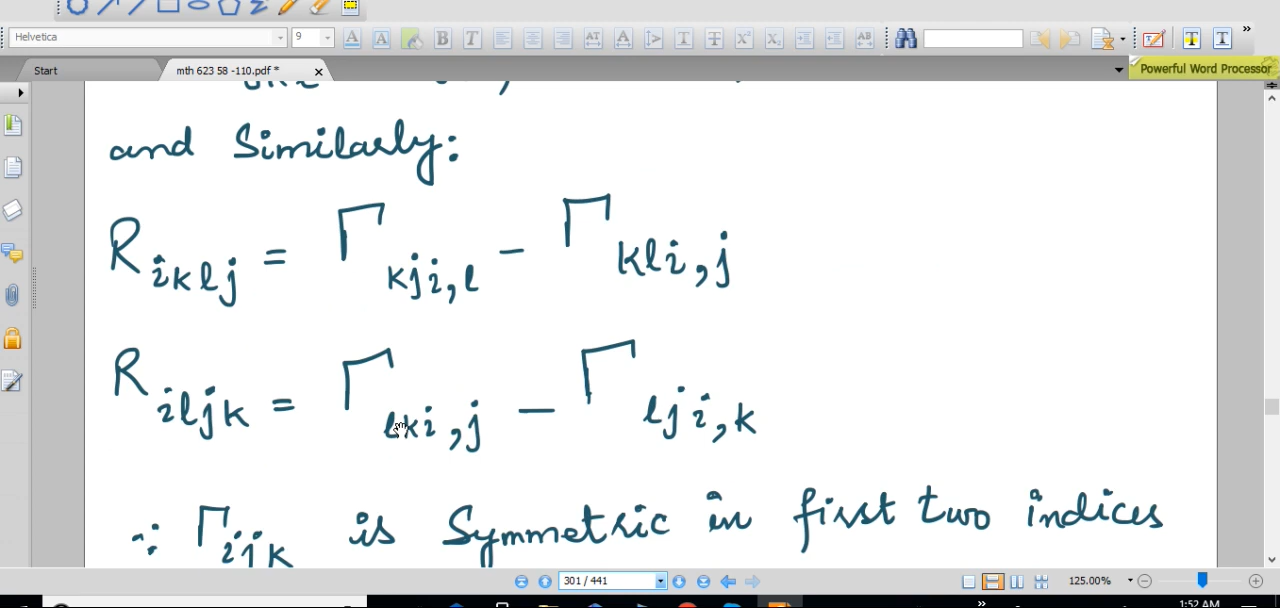 Helvetica 9
Start mth 623 58 -110.pdf * Powerful Word Processor
and Similarly:
R_{iklj} = Γ_{kji,l} - Γ_{kli,j}
R_{iljk} = Γ_{lki,j} - Γ_{lji,k}
∵ Γ_{ijk} is Symmetric in first two indices
301 / 441 125.00%
1:52 AM